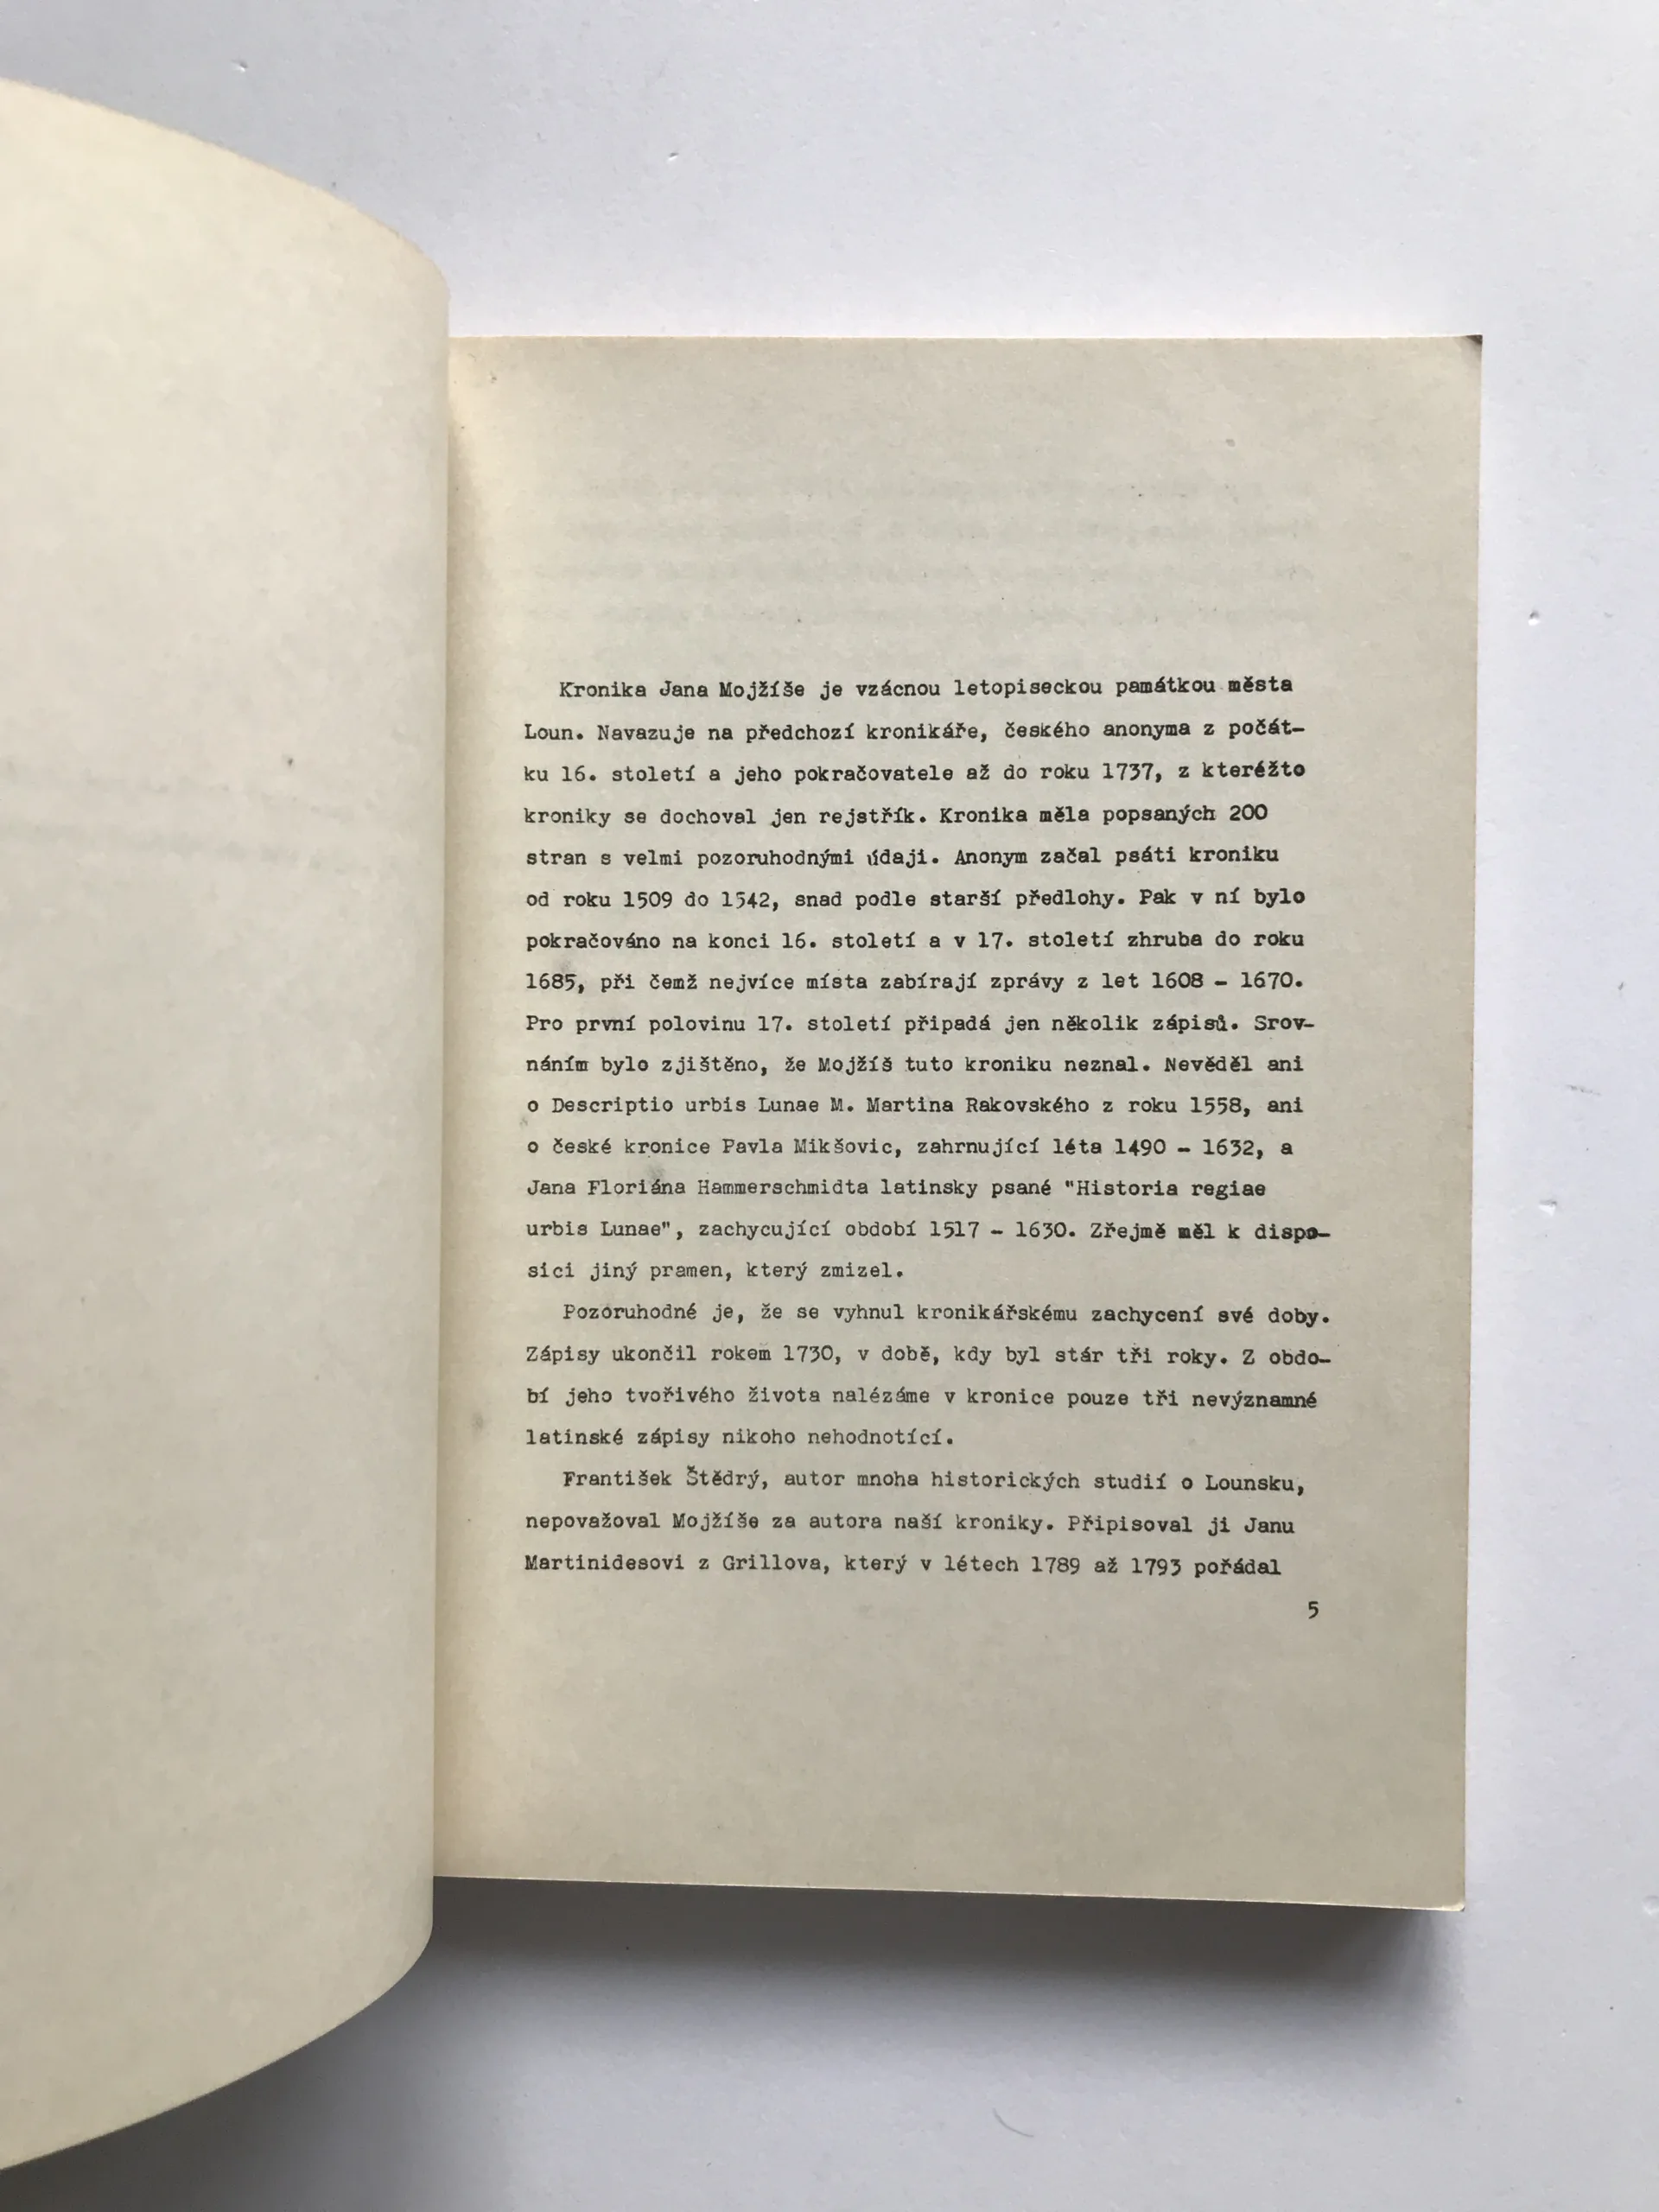 Kronika Jana Mojžíše je vzácnou letopiseckou památkou města
Loun. Navazuje na předchozí kronikáře, českého anonyma z počát-
ku 16. století a jeho pokračovatele až do roku 1737, z kteréžto
kroniky se dochoval jen rejstřík. Kronika měla popsaných 200
stran s velmi pozoruhodnými údaji. Anonym začal psáti kroniku
od roku 1509 do 1542, snad podle starší předlohy. Pak v ní bylo
pokračováno na konci 16. století a v 17. století zhruba do roku
1685, při čemž nejvíce místa zabírají zprávy z let 1608 - 1670.
Pro první polovinu 17. století připadá jen několik zápisů. Srov-
náním bylo zjištěno, že Mojžíš tuto kroniku neznal. Nevěděl ani
o Descriptio urbis Lunae M. Martina Rakovského z roku 1558, ani
o české kronice Pavla Mikšovic, zahrnující léta 1490 - 1632, a
Jana Floriána Hammerschmidta latinsky psané "Historia regiae
urbis Lunae", zachycující období 1517 - 1630. Zřejmě měl k dispo-
sici jiný pramen, který zmizel.
Pozoruhodné je, že se vyhnul kronikářskému zachycení své doby.
Zápisy ukončil rokem 1730, v době, kdy byl stár tři roky. Z obdo-
bí jeho tvořivého života nalézáme v kronice pouze tři nevýznamné
latinské zápisy nikoho nehodnotící.
František Štědrý, autor mnoha historických studií o Lounsku,
nepovažoval Mojžíše za autora naší kroniky. Připisoval ji Janu
Martinidesovi z Grillova, který v létech 1789 až 1793 pořádal
5